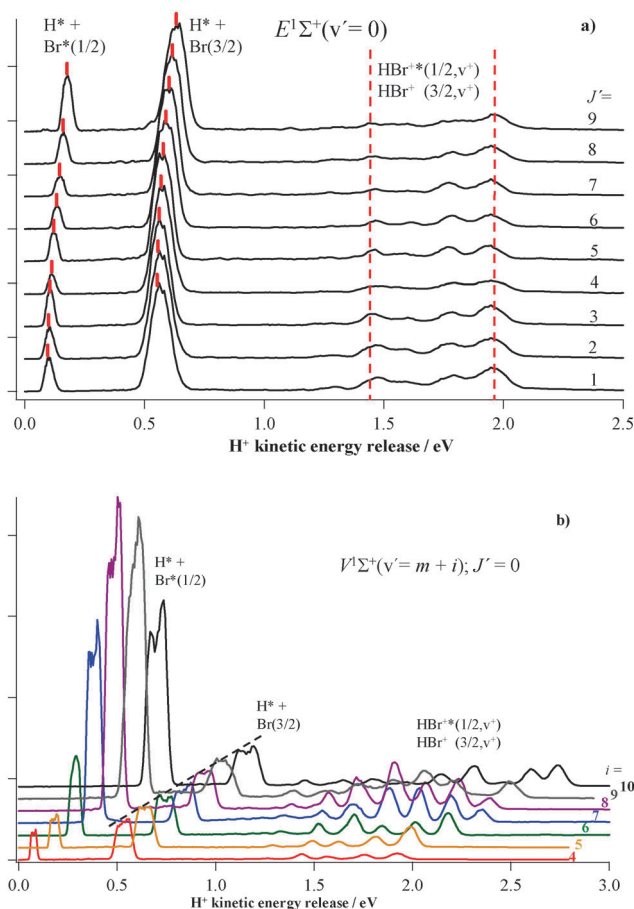 H* +
Br*(1/2)
H* +
Br(3/2)
E¹Σ⁺(v´= 0)
a)
HBr⁺*(1/2,v⁺)
HBr⁺ (3/2,v⁺)
J´=
9
8
7
6
5
4
3
2
1
0.0 0.5 1.0 1.5 2.0 2.5
H⁺ kinetic energy release / eV
b)
H* +
Br*(1/2)
V¹Σ⁺(v´= m + i); J´ = 0
H* +
Br(3/2)
HBr⁺*(1/2,v⁺)
HBr⁺ (3/2,v⁺)
i =
10
9
8
7
6
5
4
0.0 0.5 1.0 1.5 2.0 2.5 3.0
H⁺ kinetic energy release / eV